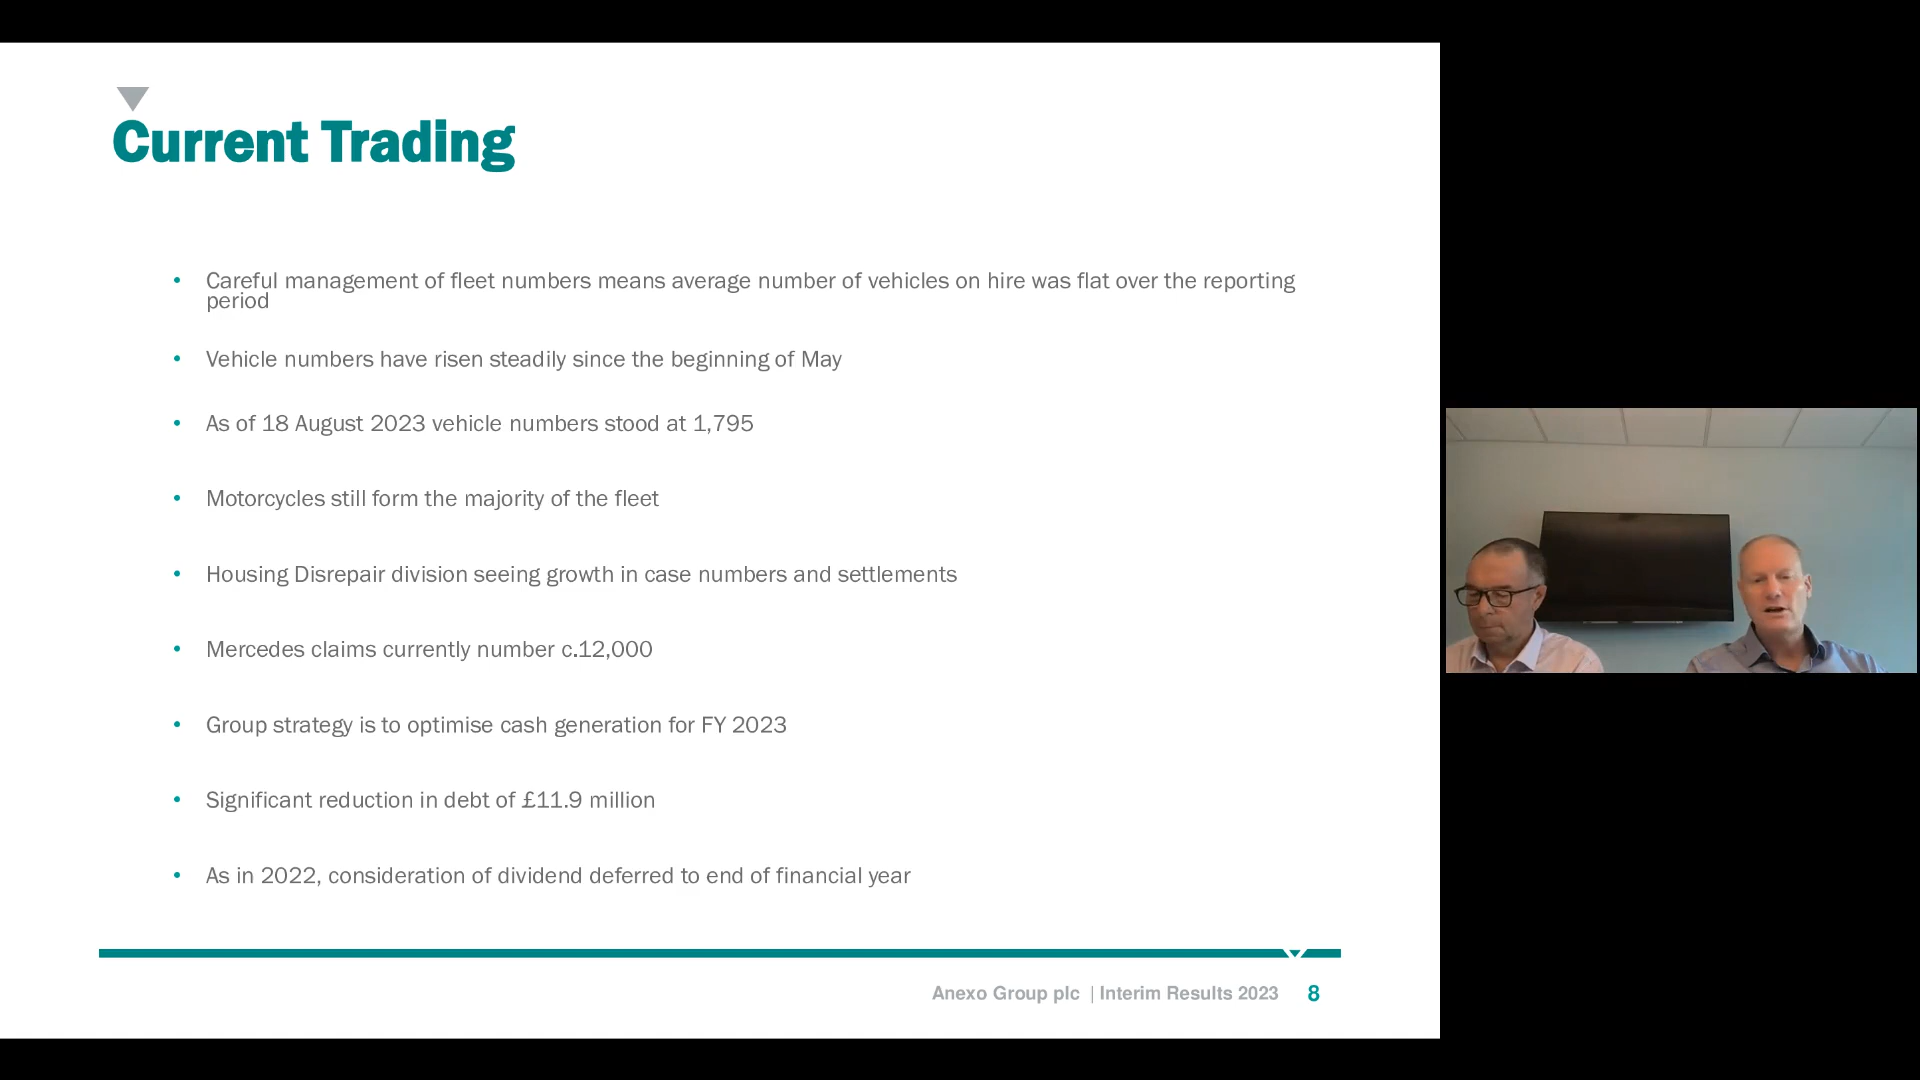 Current Trading
• Careful management of fleet numbers means average number of vehicles on hire was flat over the reporting
period
• Vehicle numbers have risen steadily since the beginning of May
• As of 18 August 2023 vehicle numbers stood at 1,795
• Motorcycles still form the majority of the fleet
• Housing Disrepair division seeing growth in case numbers and settlements
• Mercedes claims currently number c.12,000
• Group strategy is to optimise cash generation for FY 2023
• Significant reduction in debt of £11.9 million
• As in 2022, consideration of dividend deferred to end of financial year
Anexo Group plc | Interim Results 2023 8